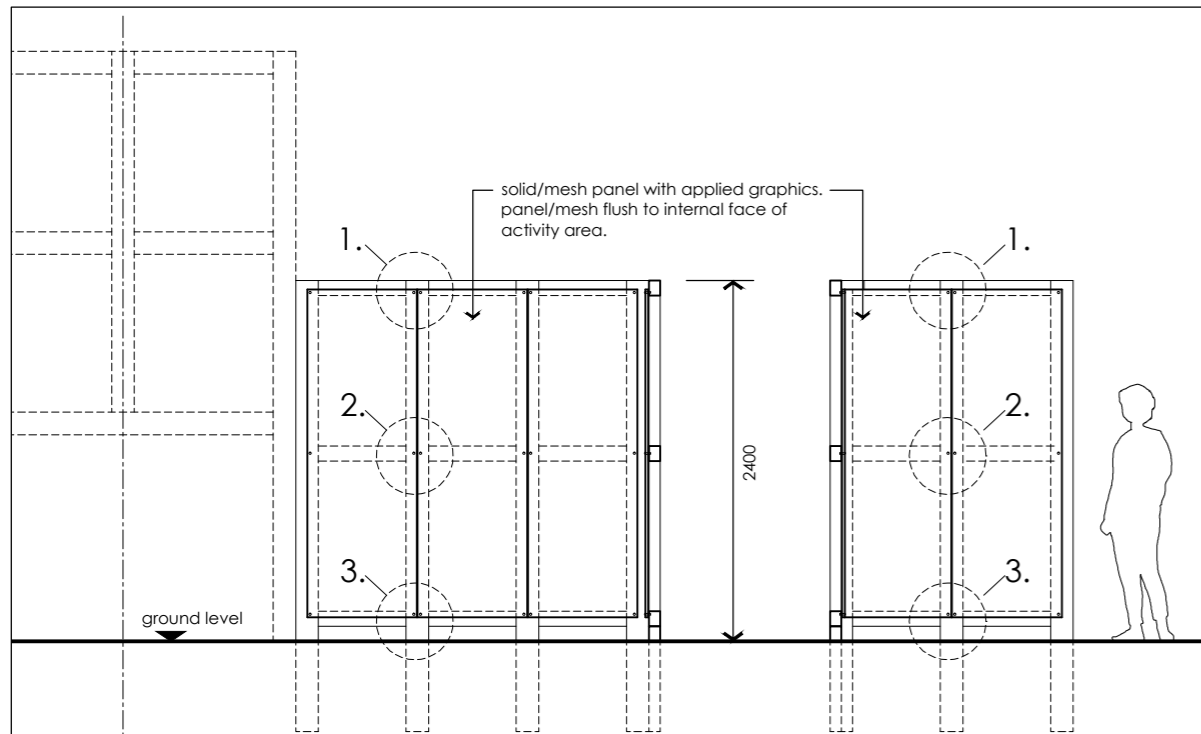 solid/mesh panel with applied graphics.
panel/mesh flush to internal face of
activity area.
1.
1.
2.
2.
2400
3.
3.
ground level